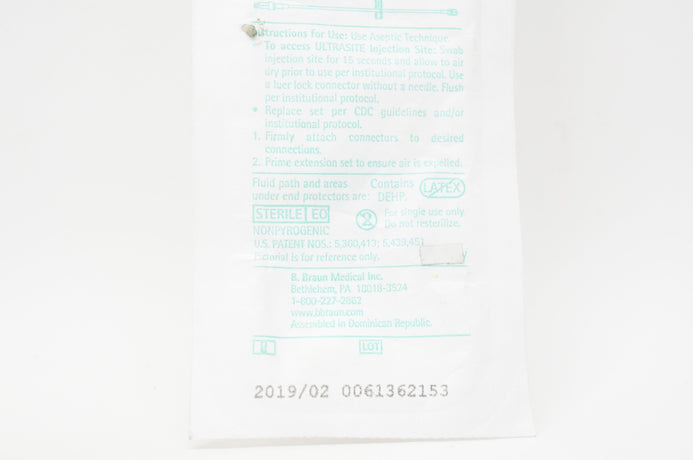 Instructions for Use: Use Aseptic Technique.
To access ULTRASITE Injection Site: Swab
injection site for 15 seconds and allow to air
dry prior to use per institutional protocol. Use
a luer lock connector without a needle. Flush
per institutional protocol.
• Replace set per CDC guidelines and/or
institutional protocol.
1. Firmly attach connectors to desired
connections.
2. Prime extension set to ensure air is expelled.
Fluid path and areas
under end protectors are:
Contains
DEHP.
LATEX
STERILE EO
NONPYROGENIC
2
For single use only.
Do not resterilize.
U.S. PATENT NOS.: 5,360,413; 5,439,451
Pictorial is for reference only.
B. Braun Medical Inc.
Bethlehem, PA 18018-3524
1-800-227-2862
www.bbraun.com
Assembled in Dominican Republic.
LOT
2019/02 0061362153